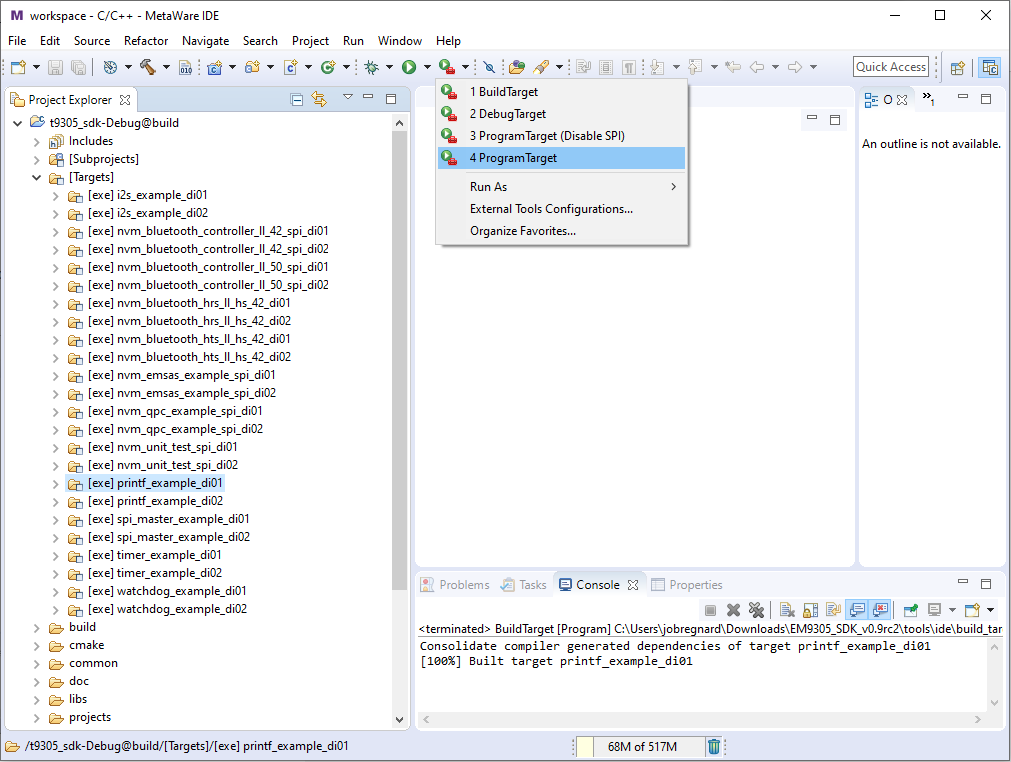 workspace - C/C++ - MetaWare IDE
File Edit Source Refactor Navigate Search Project Run Window Help
Quick Access
Project Explorer
t9305_sdk-Debug@build
Includes
[Subprojects]
[Targets]
[exe] i2s_example_di01
[exe] i2s_example_di02
[exe] nvm_bluetooth_controller_ll_42_spi_di01
[exe] nvm_bluetooth_controller_ll_42_spi_di02
[exe] nvm_bluetooth_controller_ll_50_spi_di01
[exe] nvm_bluetooth_controller_ll_50_spi_di02
[exe] nvm_bluetooth_hrs_ll_hs_42_di01
[exe] nvm_bluetooth_hrs_ll_hs_42_di02
[exe] nvm_bluetooth_hts_ll_hs_42_di01
[exe] nvm_bluetooth_hts_ll_hs_42_di02
[exe] nvm_emsas_example_spi_di01
[exe] nvm_emsas_example_spi_di02
[exe] nvm_qpc_example_spi_di01
[exe] nvm_qpc_example_spi_di02
[exe] nvm_unit_test_spi_di01
[exe] nvm_unit_test_spi_di02
[exe] printf_example_di01
[exe] printf_example_di02
[exe] spi_master_example_di01
[exe] spi_master_example_di02
[exe] timer_example_di01
[exe] timer_example_di02
[exe] watchdog_example_di01
[exe] watchdog_example_di02
build
cmake
common
doc
libs
projects
1 BuildTarget
2 DebugTarget
3 ProgramTarget (Disable SPI)
4 ProgramTarget
Run As
External Tools Configurations...
Organize Favorites...
O
1
An outline is not available.
Problems Tasks Console Properties
<terminated> BuildTarget [Program] C:\Users\jobregnard\Downloads\EM9305_SDK_v0.9rc2\tools\ide\build_tar
Consolidate compiler generated dependencies of target printf_example_di01
[100%] Built target printf_example_di01
/t9305_sdk-Debug@build/[Targets]/[exe] printf_example_di01
68M of 517M